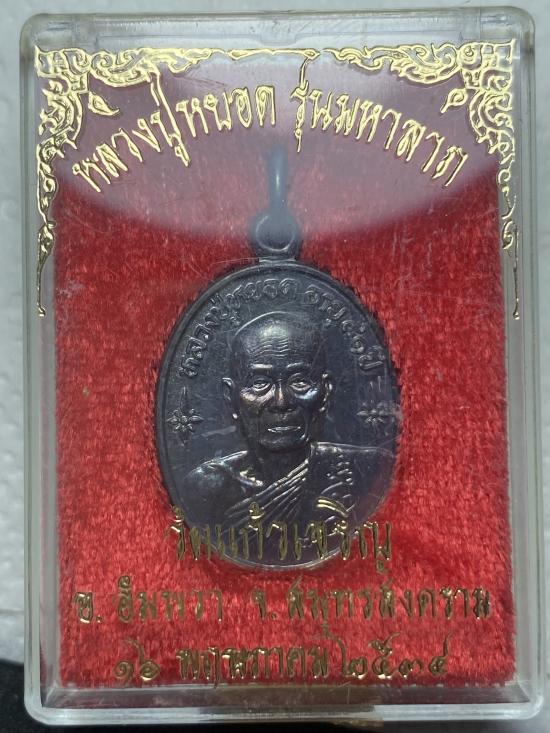 หลวงปู่หยอด รุ่นมหาลาภ
หลวงปู่หยอด อายุ ๘๑ ปี
วัดแก้วเจริญ
อ. อัมพวา จ. สมุทรสงคราม
๑๖ พฤษภาคม ๒๕๓๔